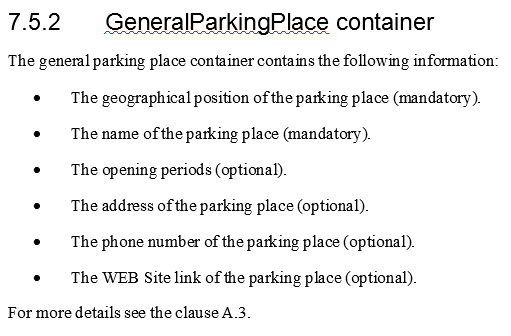 7.5.2 GeneralParkingPlace container
The general parking place container contains the following information:
• The geographical position of the parking place (mandatory).
• The name of the parking place (mandatory).
• The opening periods (optional).
• The address of the parking place (optional).
• The phone number of the parking place (optional).
• The WEB Site link of the parking place (optional).
For more details see the clause A.3.